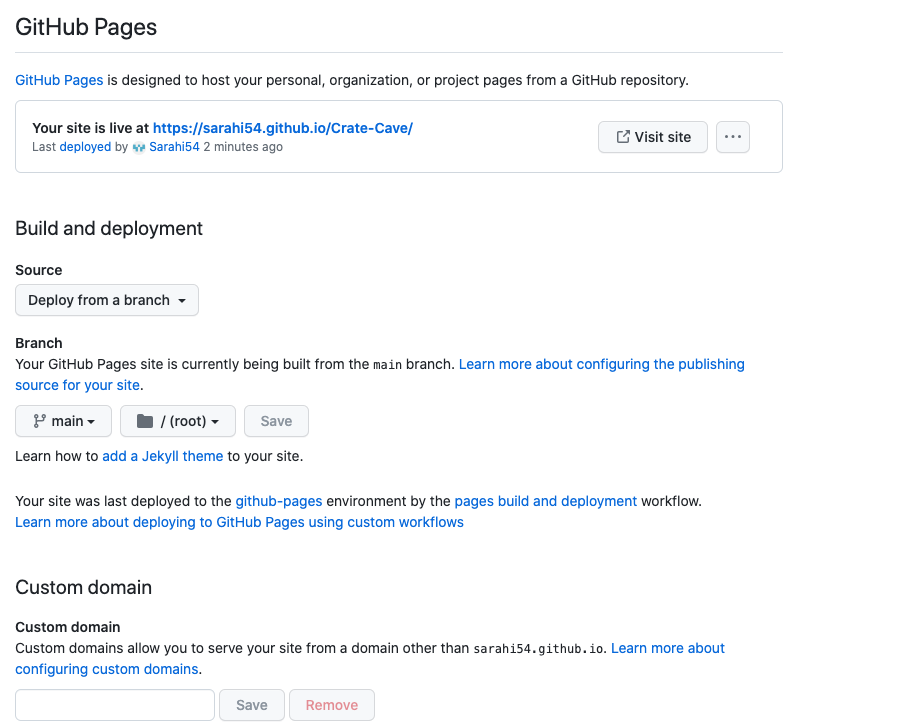 GitHub Pages
GitHub Pages is designed to host your personal, organization, or project pages from a GitHub repository.
Your site is live at https://sarahi54.github.io/Crate-Cave/
Last deployed by Sarahi54 2 minutes ago
Visit site
Build and deployment
Source
Deploy from a branch
Branch
Your GitHub Pages site is currently being built from the main branch. Learn more about configuring the publishing
source for your site.
main
/ (root)
Save
Learn how to add a Jekyll theme to your site.
Your site was last deployed to the github-pages environment by the pages build and deployment workflow.
Learn more about deploying to GitHub Pages using custom workflows
Custom domain
Custom domain
Custom domains allow you to serve your site from a domain other than sarahi54.github.io. Learn more about
configuring custom domains.
Save
Remove